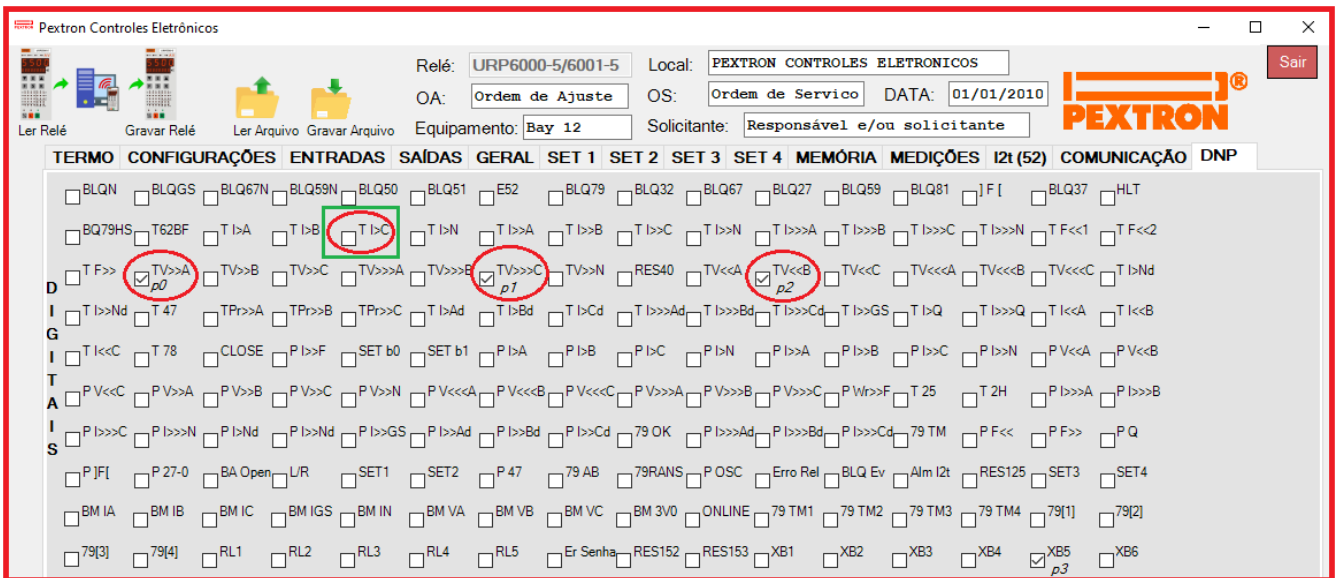 PEXTRON Pextron Controles Eletrônicos
Relé: URP6000-5/6001-5 Local: PEXTRON CONTROLES ELETRONICOS Sair
OA: Ordem de Ajuste OS: Ordem de Servico DATA: 01/01/2010
PEXTRON®
Ler Relé Gravar Relé Ler Arquivo Gravar Arquivo Equipamento: Bay 12 Solicitante: Responsável e/ou solicitante
TERMO CONFIGURAÇÕES ENTRADAS SAÍDAS GERAL SET 1 SET 2 SET 3 SET 4 MEMÓRIA MEDIÇÕES I2t (52) COMUNICAÇÃO DNP
DIGITAIS
BLQN BLQGS BLQ67N BLQ59N BLQ50 BLQ51 E52 BLQ79 BLQ32 BLQ67 BLQ27 BLQ59 BLQ81 ] F [ BLQ37 HLT
BQ79HS T62BF T I>A T I>B T I>C T I>N T I>>A T I>>B T I>>C T I>>N T I>>>A T I>>>B T I>>>C T I>>>N T F<<1 T F<<2
T F>> TV>>A TV>>B TV>>C TV>>>A TV>>>B TV>>>C TV>>N RES40 TV<<A TV<<B TV<<C TV<<<A TV<<<B TV<<<C T I>Nd
p0 p1 p2
T I>>Nd T 47 TPr>>A TPr>>B TPr>>C T I>Ad T I>Bd T I>Cd T I>>>Ad T I>>>Bd T I>>>Cd T I>>GS T I>Q T I>>>Q T I<<A T I<<B
T I<<C T 78 CLOSE P I>>F SET b0 SET b1 P I>A P I>B P I>C P I>N P I>>A P I>>B P I>>C P I>>N P V<<A P V<<B
P V<<C P V>>A P V>>B P V>>C P V>>N P V<<<A P V<<<B P V<<<C P V>>>A P V>>>B P V>>>C P Wr>>F T 25 T 2H P I>>>A P I>>>B
P I>>>C P I>>>N P I>Nd P I>>Nd P I>>GS P I>>Ad P I>>Bd P I>>Cd 79 OK P I>>>Ad P I>>>Bd P I>>>Cd 79 TM P F<< P F>> P Q
P ]F[ P 27-0 BA Open L/R SET1 SET2 P 47 79 AB 79RANS P OSC Erro Rel BLQ Ev Alm I2t RES125 SET3 SET4
BM IA BM IB BM IC BM IGS BM IN BM VA BM VB BM VC BM 3V0 ONLINE 79 TM1 79 TM2 79 TM3 79 TM4 79[1] 79[2]
79[3] 79[4] RL1 RL2 RL3 RL4 RL5 Er Senha RES152 RES153 XB1 XB2 XB3 XB4 XB5 XB6
p3